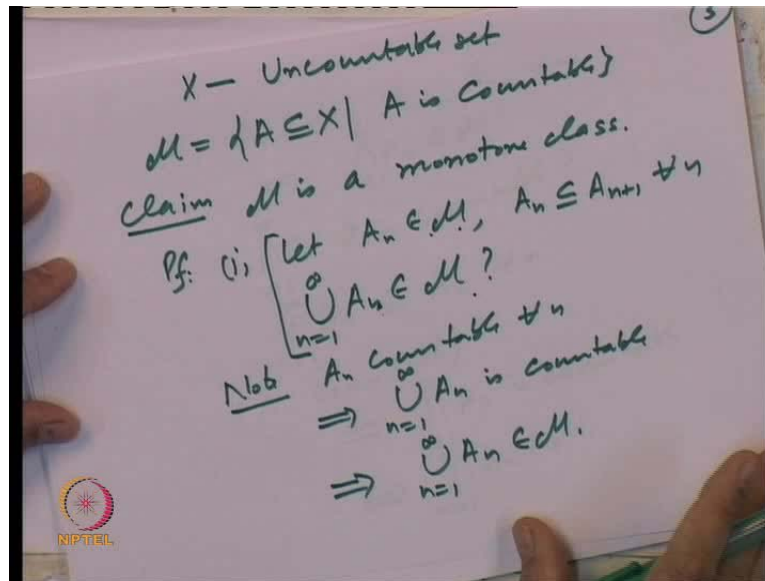 3
X — Uncountable set
M = {A ⊆ X | A is countable}
Claim M is a monotone class.
Pf: (i) [Let An ∈ M, An ⊆ An+1 ∀ n
∞⋃n=1 An ∈ M ?
Note An countable ∀ n
⇒ ∞⋃n=1 An is countable
⇒ ∞⋃n=1 An ∈ M.
NPTEL